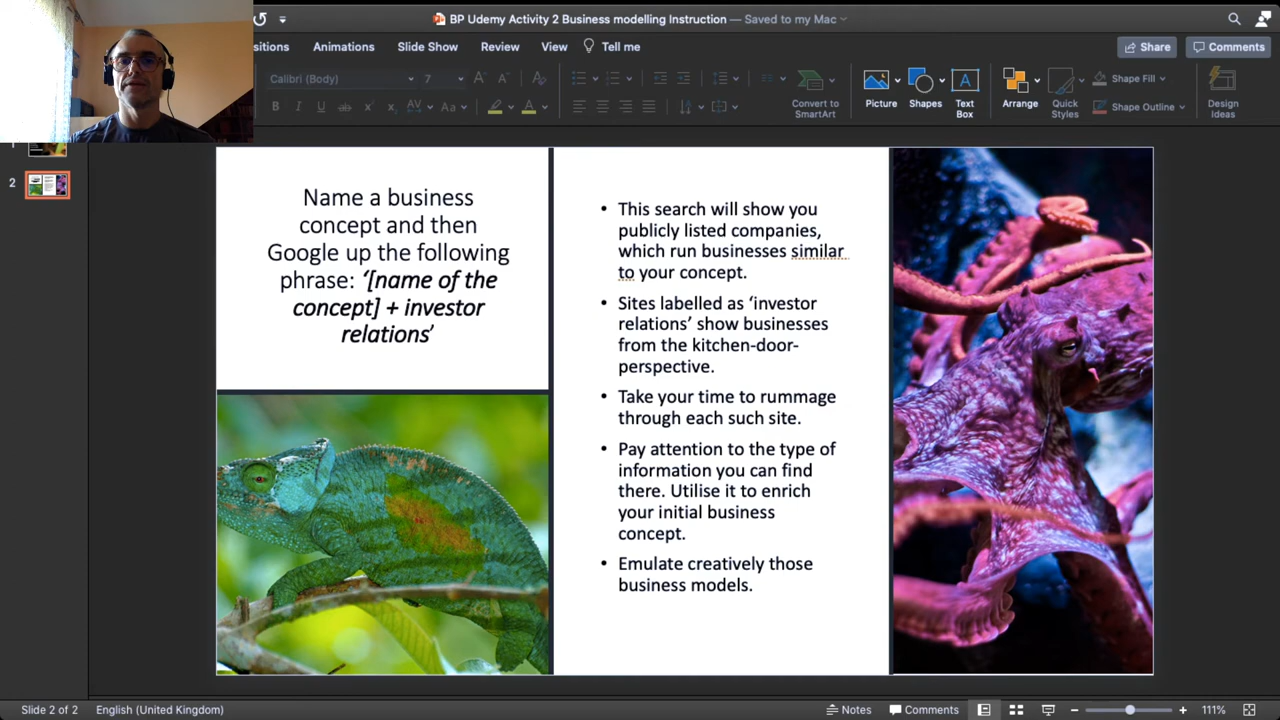 BP Udemy Activity 2 Business modelling Instruction — Saved to my Mac
sitions Animations Slide Show Review View Tell me Share Comments
Calibri (Body) 7
Convert to SmartArt
Picture Shapes Text Box Arrange Quick Styles
Shape Fill
Shape Outline
Design Ideas
1
2
Name a business
concept and then
Google up the following
phrase: ‘[name of the
concept] + investor
relations’
• This search will show you
publicly listed companies,
which run businesses similar
to your concept.
• Sites labelled as ‘investor
relations’ show businesses
from the kitchen-door-
perspective.
• Take your time to rummage
through each such site.
• Pay attention to the type of
information you can find
there. Utilise it to enrich
your initial business
concept.
• Emulate creatively those
business models.
Slide 2 of 2 English (United Kingdom) Notes Comments 111%